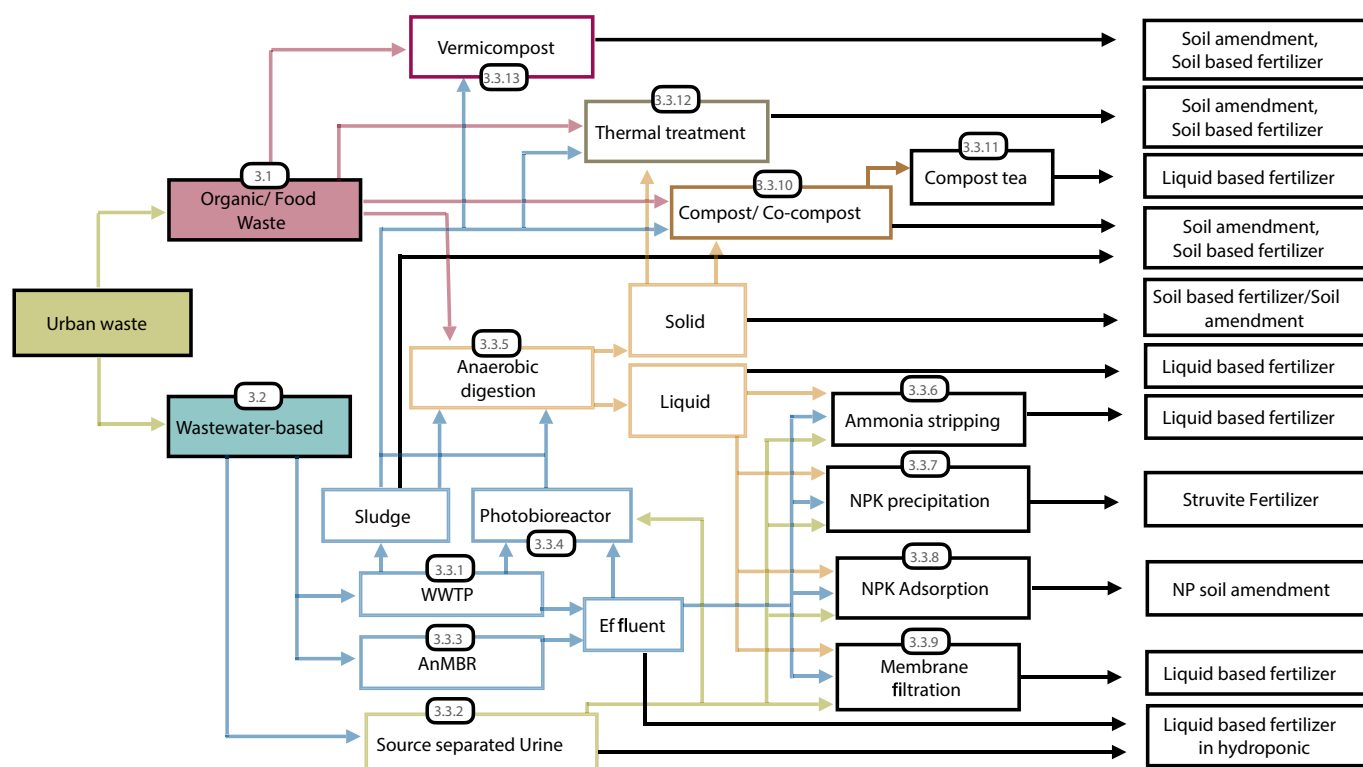 Vermicompost
3.3.13
Soil amendment,
Soil based fertilizer
3.3.12
Thermal treatment
Soil amendment,
Soil based fertilizer
3.3.11
Compost tea
Liquid based fertilizer
3.1
Organic/ Food
Waste
3.3.10
Compost/ Co-compost
Soil amendment,
Soil based fertilizer
Urban waste
Solid
Soil based fertilizer/Soil
amendment
3.3.5
Anaerobic
digestion
Liquid
Liquid based fertilizer
3.2
Wastewater-based
3.3.6
Ammonia stripping
Liquid based fertilizer
Sludge
Photobioreactor
3.3.4
3.3.7
NPK precipitation
Struvite Fertilizer
3.3.1
WWTP
Effluent
3.3.8
NPK Adsorption
NP soil amendment
3.3.3
AnMBR
3.3.9
Membrane
filtration
Liquid based fertilizer
3.3.2
Source separated Urine
Liquid based fertilizer
in hydroponic